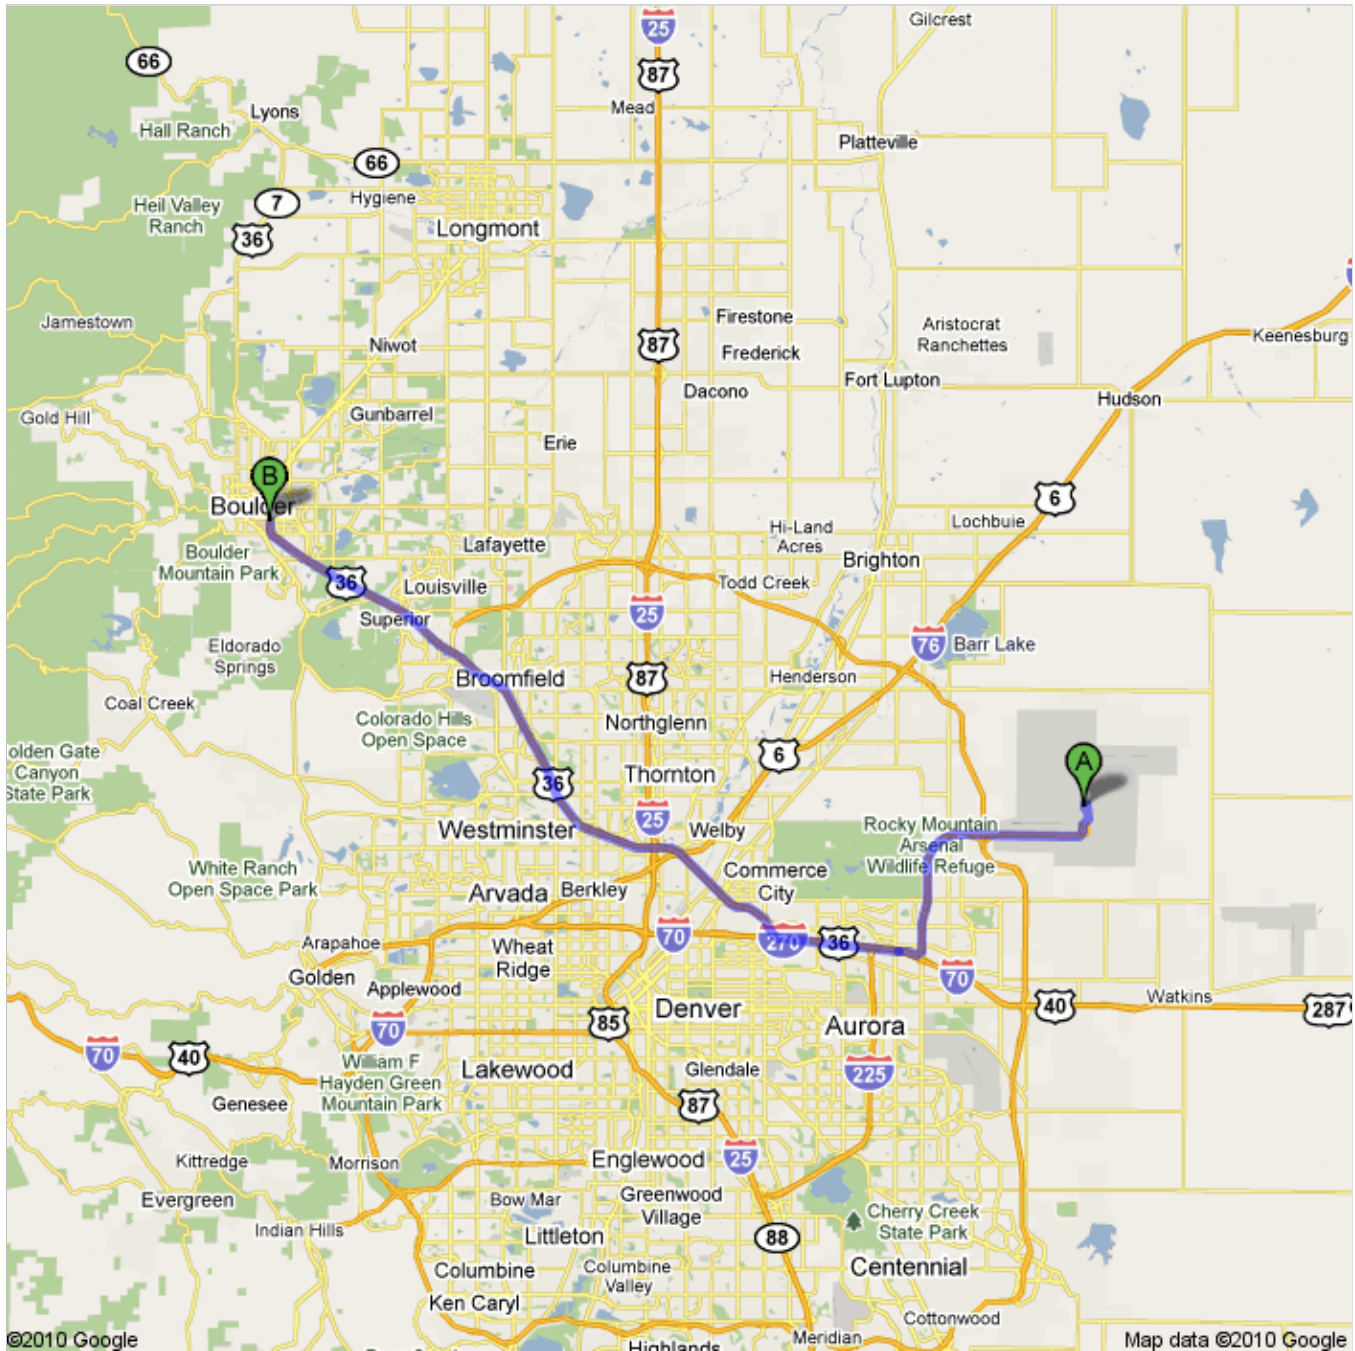 Gilcrest
25
66
87
Mead
Lyons
Hall Ranch
Platteville
66
Hygiene
7
Heil Valley
Ranch
36
Longmont
Jamestown
Firestone
Aristocrat
Ranchettes
Keenesburg
Niwot
87
Frederick
Fort Lupton
Dacono
Hudson
Gold Hill
Gunbarrel
Erie
B
6
Boulder
Lochbuie
Hi-Land
Acres
Lafayette
Boulder
Mountain Park
Brighton
36
Louisville
Todd Creek
Superior
25
Eldorado
Springs
76
Barr Lake
Broomfield
87
Henderson
Coal Creek
Colorado Hills
Open Space
Northglenn
olden Gate
Canyon
State Park
6
A
Thornton
36
25
Westminster
Welby
Rocky Mountain
Arsenal
Wildlife Refuge
White Ranch
Open Space Park
Commerce
City
Arvada
Berkley
70
270
36
Arapahoe
Wheat
Ridge
Golden
Applewood
70
Watkins
40
287
Denver
85
Aurora
70
70
40
William F
Hayden Green
Mountain Park
Lakewood
Glendale
225
Genesee
87
Kittredge
Morrison
Englewood
25
Evergreen
Bow Mar
Greenwood
Village
Cherry Creek
State Park
Indian Hills
Littleton
88
Columbine
Columbine
Valley
Centennial
Ken Caryl
Cottonwood
Meridian
Highlands
©2010 Google
Map data ©2010 Google